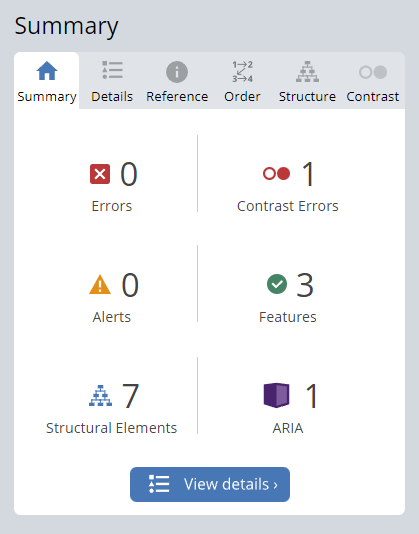 Summary
Summary Details Reference Order Structure Contrast
0 1
Errors Contrast Errors
0 3
Alerts Features
7 1
Structural Elements ARIA
View details ›